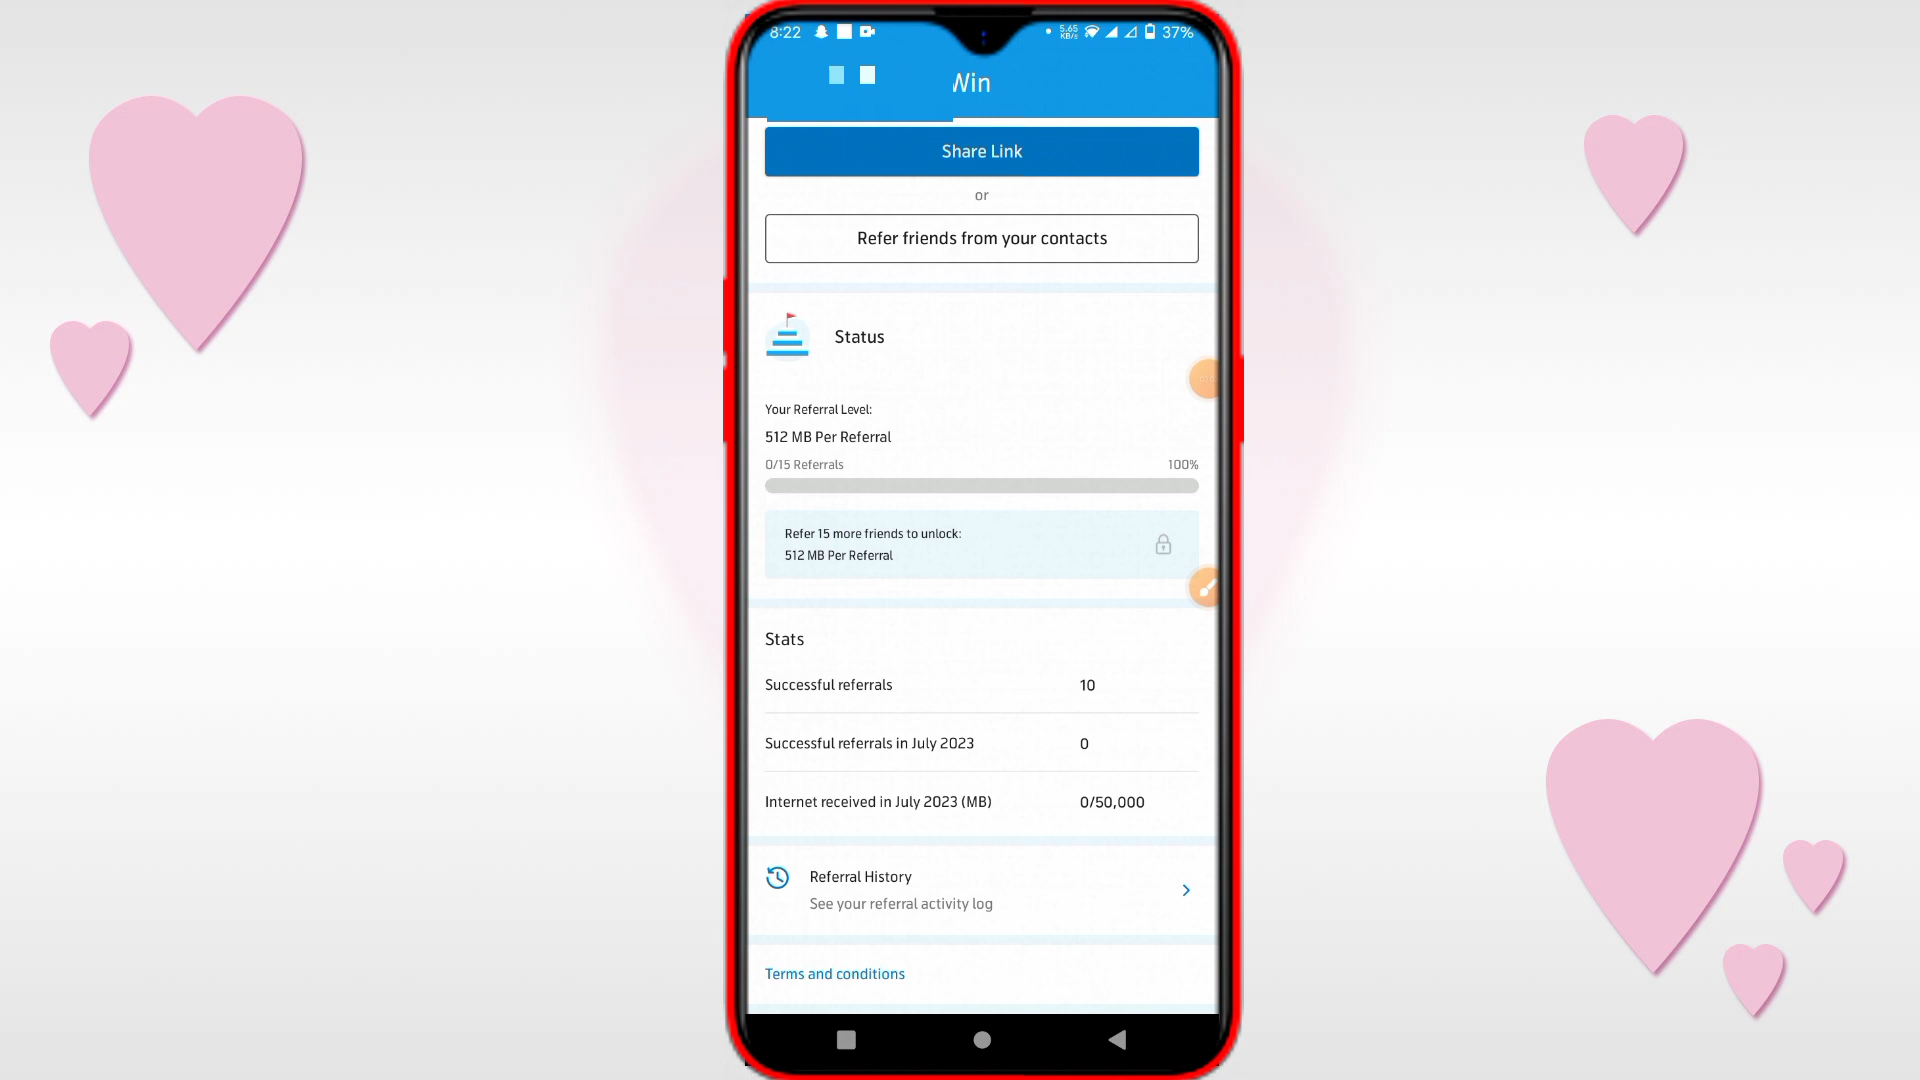 8:22
5.65
KB/s
37%
Win
Share Link
or
Refer friends from your contacts
Status
Your Referral Level:
512 MB Per Referral
0/15 Referrals
100%
Refer 15 more friends to unlock:
512 MB Per Referral
Stats
Successful referrals
10
Successful referrals in July 2023
0
Internet received in July 2023 (MB)
0/50,000
Referral History
See your referral activity log
Terms and conditions